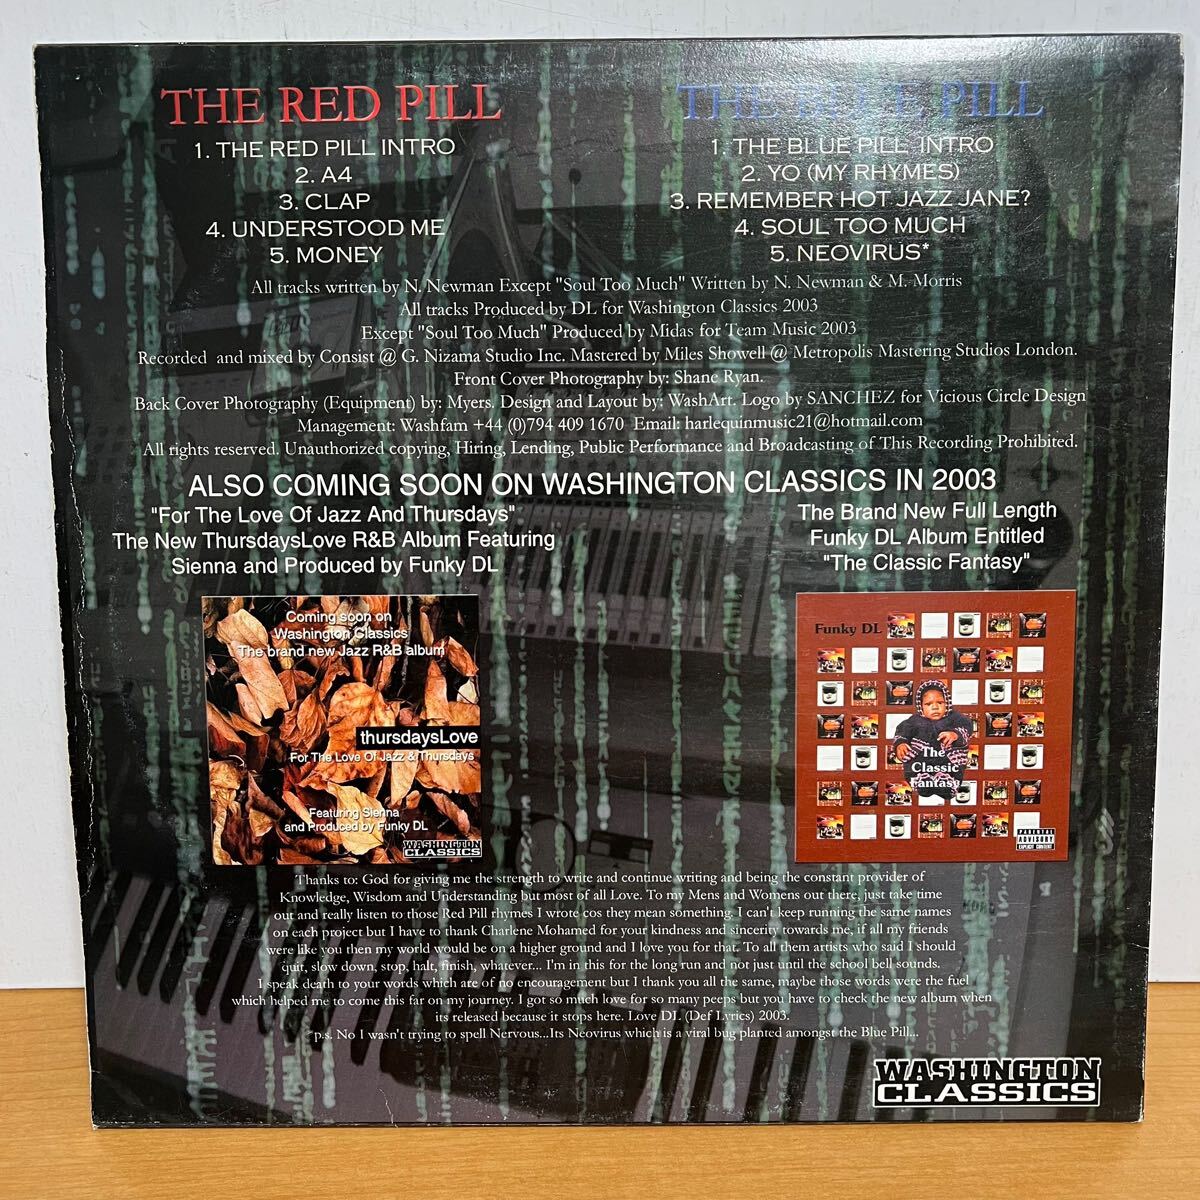 THE RED PILL
1. THE RED PILL INTRO
2. A4
3. CLAP
4. UNDERSTOOD ME
5. MONEY
THE BLUE PILL
1. THE BLUE PILL INTRO
2. YO (MY RHYMES)
3. REMEMBER HOT JAZZ JANE?
4. SOUL TOO MUCH
5. NEOVIRUS*
All tracks written by N. Newman Except "Soul Too Much" Written by N. Newman & M. Morris
All tracks Produced by DL for Washington Classics 2003
Except "Soul Too Much" Produced by Midas for Team Music 2003
Recorded and mixed by Consist @ G. Nizama Studio Inc. Mastered by Miles Showell @ Metropolis Mastering Studios London.
Front Cover Photography by: Shane Ryan.
Back Cover Photography (Equipment) by: Myers. Design and Layout by: WashArt. Logo by SANCHEZ for Vicious Circle Design
Management: Washfam +44 (0)794 409 1670 Email: harlequinmusic21@hotmail.com
All rights reserved. Unauthorized copying, Hiring, Lending, Public Performance and Broadcasting of This Recording Prohibited.
ALSO COMING SOON ON WASHINGTON CLASSICS IN 2003
"For The Love Of Jazz And Thursdays"
The New ThursdaysLove R&B Album Featuring
Sienna and Produced by Funky DL
The Brand New Full Length
Funky DL Album Entitled
"The Classic Fantasy"
Coming soon on
Washington Classics
The brand new Jazz R&B album
thursdaysLove
For The Love Of Jazz & Thursdays
Featuring Sienna
and Produced by Funky DL
WASHINGTON
CLASSICS
Funky DL
The
Classic
Fantasy
PARENTAL
ADVISORY
EXPLICIT CONTENT
Thanks to: God for giving me the strength to write and continue writing and being the constant provider of
Knowledge, Wisdom and Understanding but most of all Love. To my Mens and Womens out there, just take time
out and really listen to those Red Pill rhymes I wrote cos they mean something. I can't keep running the same names
on each project but I have to thank Charlene Mohamed for your kindness and sincerity towards me, if all my friends
were like you then my world would be on a higher ground and I love you for that. To all them artists who said I should
quit, slow down, stop, halt, finish, whatever... I'm in this for the long run and not just until the school bell sounds.
I speak death to your words which are of no encouragement but I thank you all the same, maybe those words were the fuel
which helped me to come this far on my journey. I got so much love for so many peeps but you have to check the new album when
its released because it stops here. Love DL (Def Lyrics) 2003.
*p.s. No I wasn't trying to spell Nervous...Its Neovirus which is a viral bug planted amongst the Blue Pill...
WASHINGTON
CLASSICS